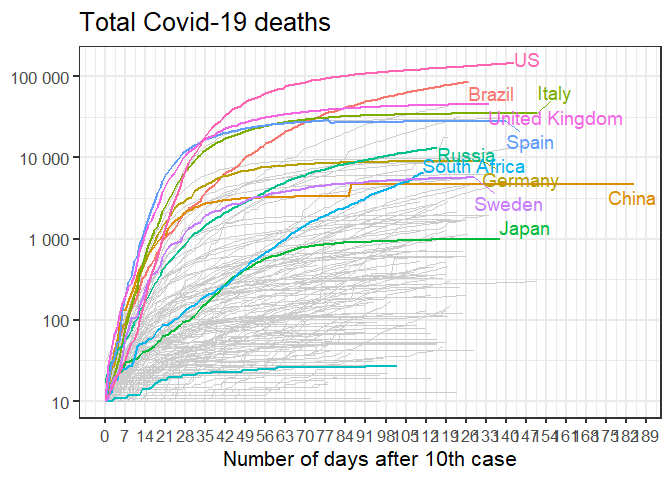 Total Covid-19 deaths
100 000
10 000
1 000
100
10
US
Brazil
Italy
United Kingdom
Spain
Russia
South Africa
Germany
China
Sweden
Japan
0 7 14 21 28 35 42 49 56 63 70 77 84 91 98 105 112 119 126 133 140 147 154 161 168 175 182 189
Number of days after 10th case